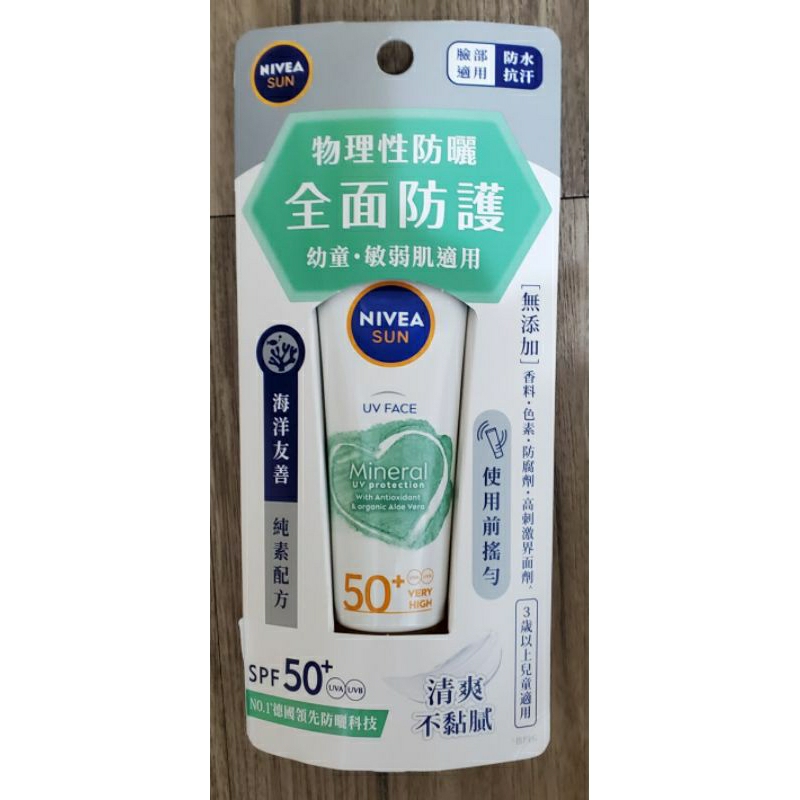 NIVEA
SUN
臉部
適用
防水
抗汗
物理性防曬
全面防護
幼童・敏弱肌適用
NIVEA
SUN
UV FACE
Mineral
UV protection
With Antioxidant
& organic Aloe Vera
50+
UVA UVB
VERY
HIGH
海洋友善
純素配方
[無添加]
香料・色素・防腐劑・高刺激界面劑。
使用前搖勻
3歲以上兒童適用
SPF 50+
UVA UVB
NO.1*德國領先防曬科技
清爽
不黏膩